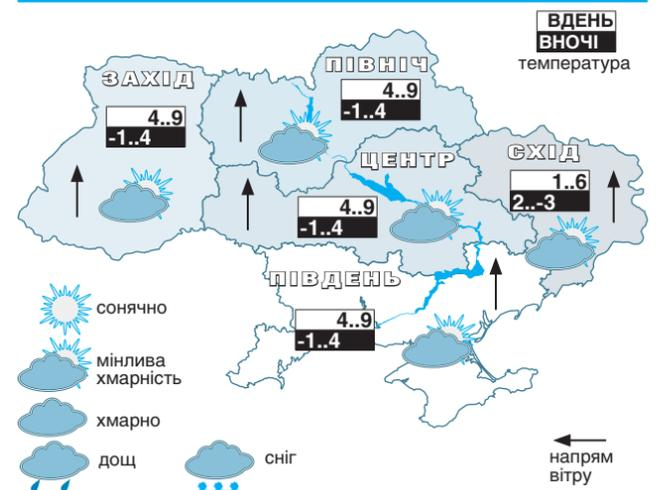 ВДЕНЬ
ВНОЧІ
температура
ПІВНІЧ
4..9
-1..4
ЗАХІД
4..9
-1..4
ЦЕНТР
4..9
-1..4
СХІД
1..6
2..-3
ПІВДЕНЬ
4..9
-1..4
сонячно
мінлива
хмарність
хмарно
дощ
сніг
напрям
вітру